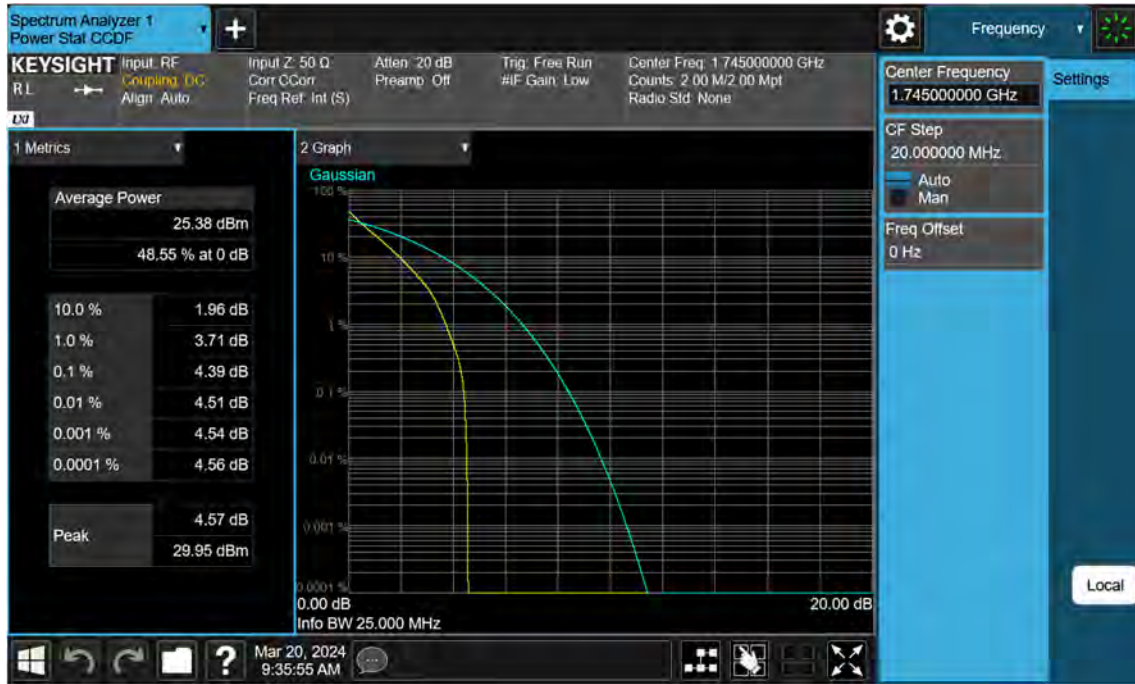 Spectrum Analyzer 1
Power Stat CCDF
+
Frequency
KEYSIGHT
RL
LXI
Input: RF
Coupling: DC
Align: Auto
Input Z: 50 Ω
Corr CCorr
Freq Ref: Int (S)
Atten: 20 dB
Preamp: Off
Trig: Free Run
#IF Gain: Low
Center Freq: 1.745000000 GHz
Counts: 2.00 M/2.00 Mpt
Radio Std: None
Center Frequency
1.745000000 GHz
Settings
CF Step
20.000000 MHz
Auto
Man
Freq Offset
0 Hz
1 Metrics
Average Power
25.38 dBm
48.55 % at 0 dB
10.0 % 1.96 dB
1.0 % 3.71 dB
0.1 % 4.39 dB
0.01 % 4.51 dB
0.001 % 4.54 dB
0.0001 % 4.56 dB
Peak
4.57 dB
29.95 dBm
2 Graph
Gaussian
100 %
10 %
1 %
0.1 %
0.01 %
0.001 %
0.0001 %
0.00 dB 20.00 dB
Info BW 25.000 MHz
Local
?
Mar 20, 2024
9:35:55 AM